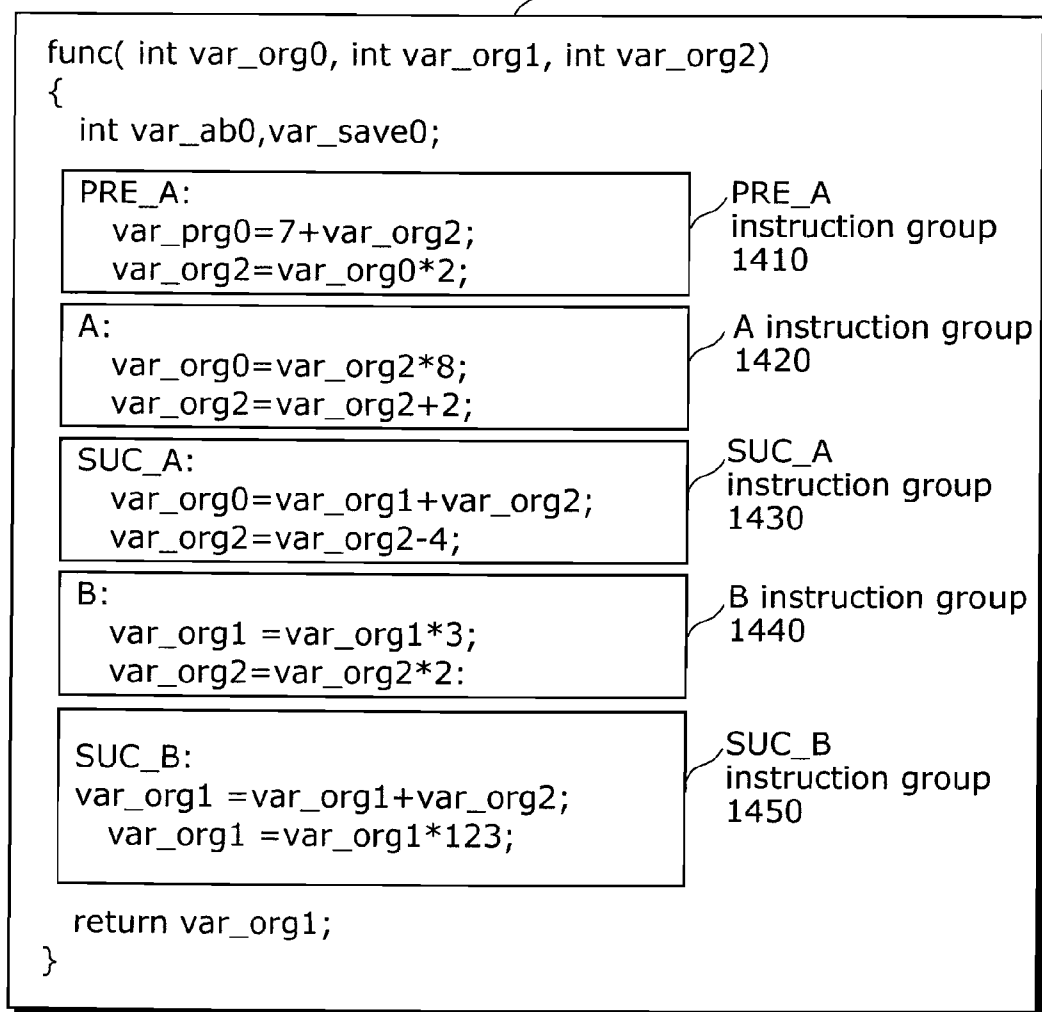 func( int var_org0, int var_org1, int var_org2)
{
int var_ab0,var_save0;
PRE_A:
var_prg0=7+var_org2;
var_org2=var_org0*2;
PRE_A
instruction group
1410
A:
var_org0=var_org2*8;
var_org2=var_org2+2;
A instruction group
1420
SUC_A:
var_org0=var_org1+var_org2;
var_org2=var_org2-4;
SUC_A
instruction group
1430
B:
var_org1 =var_org1*3;
var_org2=var_org2*2:
B instruction group
1440
SUC_B:
var_org1 =var_org1+var_org2;
var_org1 =var_org1*123;
SUC_B
instruction group
1450
return var_org1;
}